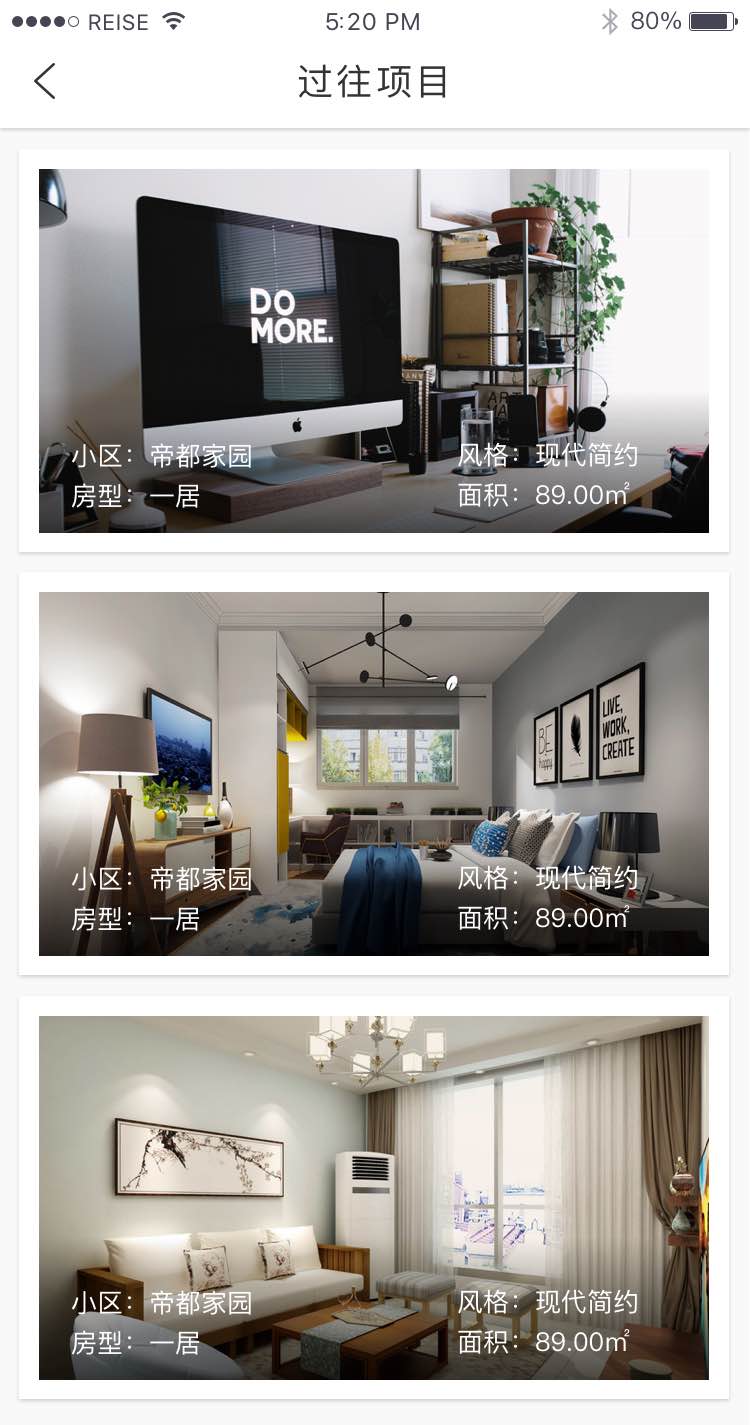 REISE 5:20 PM 80%
过往项目
DO
MORE.
小区：帝都家园 风格：现代简约
房型：一居 面积：89.00㎡
BE
happy
LIVE,
WORK,
CREATE
小区：帝都家园 风格：现代简约
房型：一居 面积：89.00㎡
小区：帝都家园 风格：现代简约
房型：一居 面积：89.00㎡